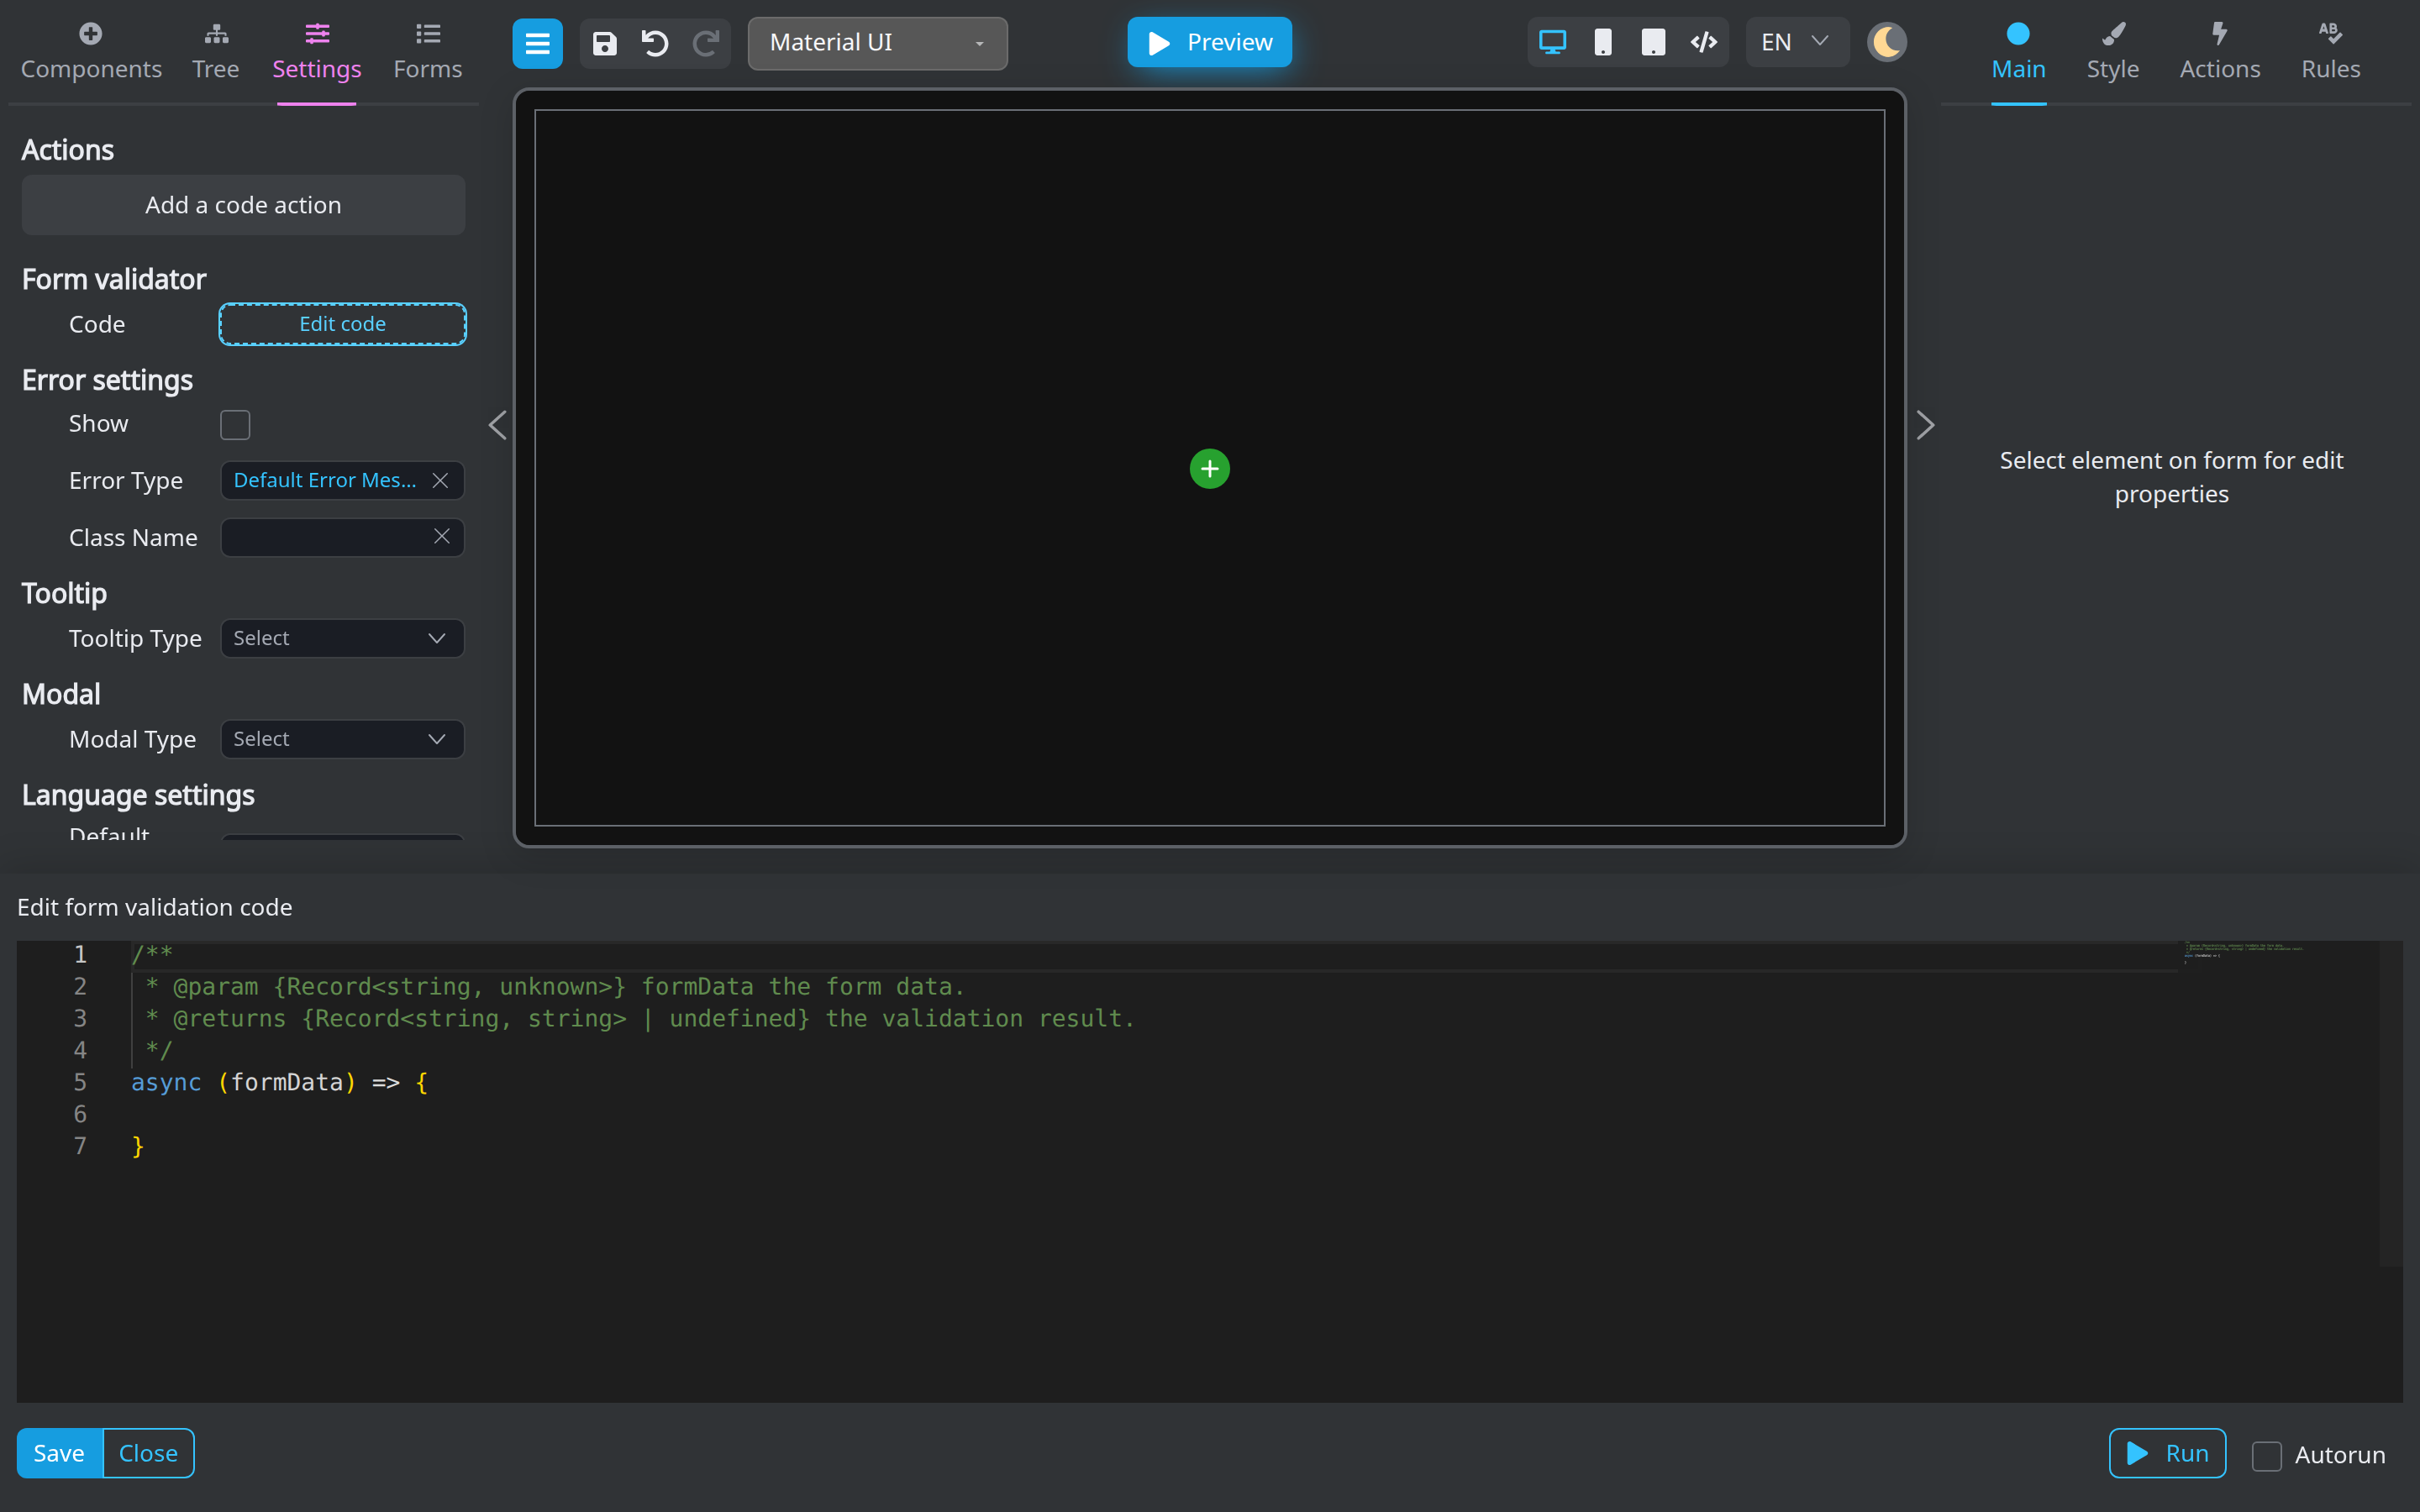 Components
Tree
Settings
Forms
Material UI
Preview
EN
Main
Style
AB
Actions
Rules
Actions
Add a code action
Form validator
Code
Edit code
Error settings
Show
Error Type
Default Error Mes...
Class Name
Tooltip
Tooltip Type
Select
Modal
Modal Type
Select
Language settings
Default
Select element on form for edit
properties
Edit form validation code
1 /**
2 * @param {Record<string, unknown>} formData the form data.
3 * @returns {Record<string, string> | undefined} the validation result.
4 */
5 async (formData) => {
6
7 }
Save
Close
Run
Autorun